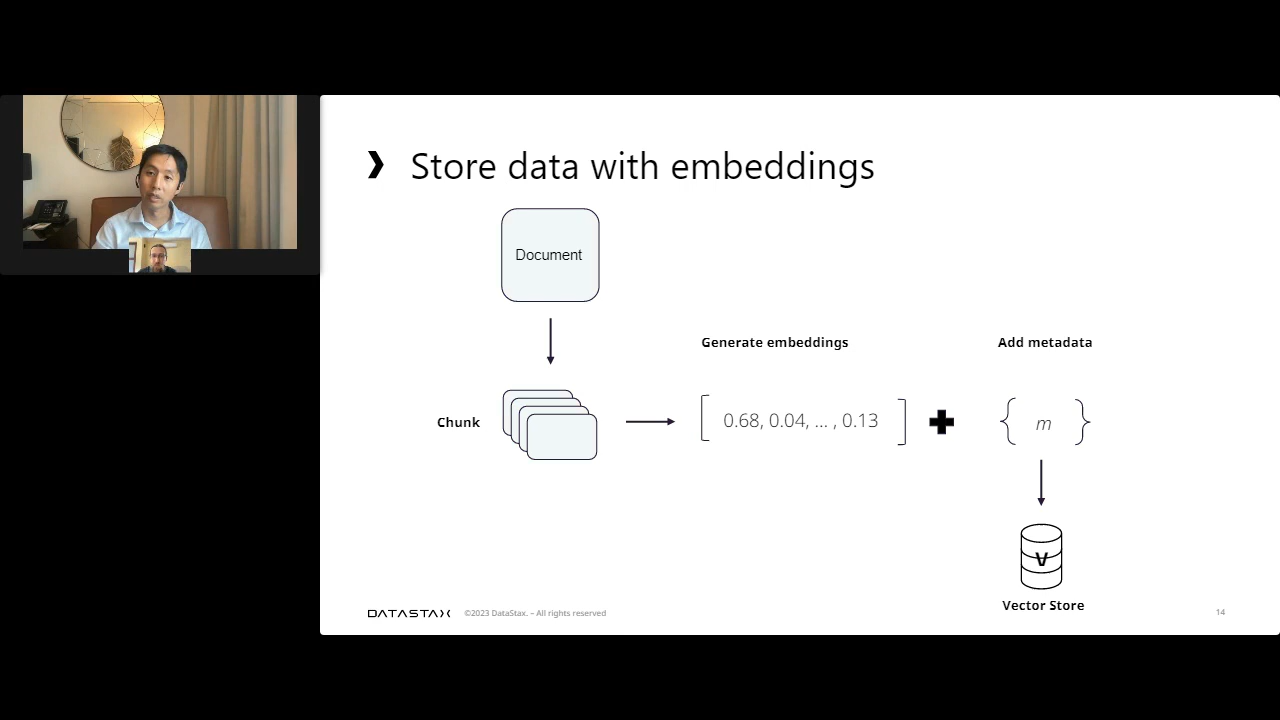 ❯ Store data with embeddings
Document
Generate embeddings
Add metadata
Chunk
[ 0.68, 0.04, ... , 0.13 ]
{ m }
V
Vector Store
DATASTAX
©2023 DataStax. – All rights reserved
14